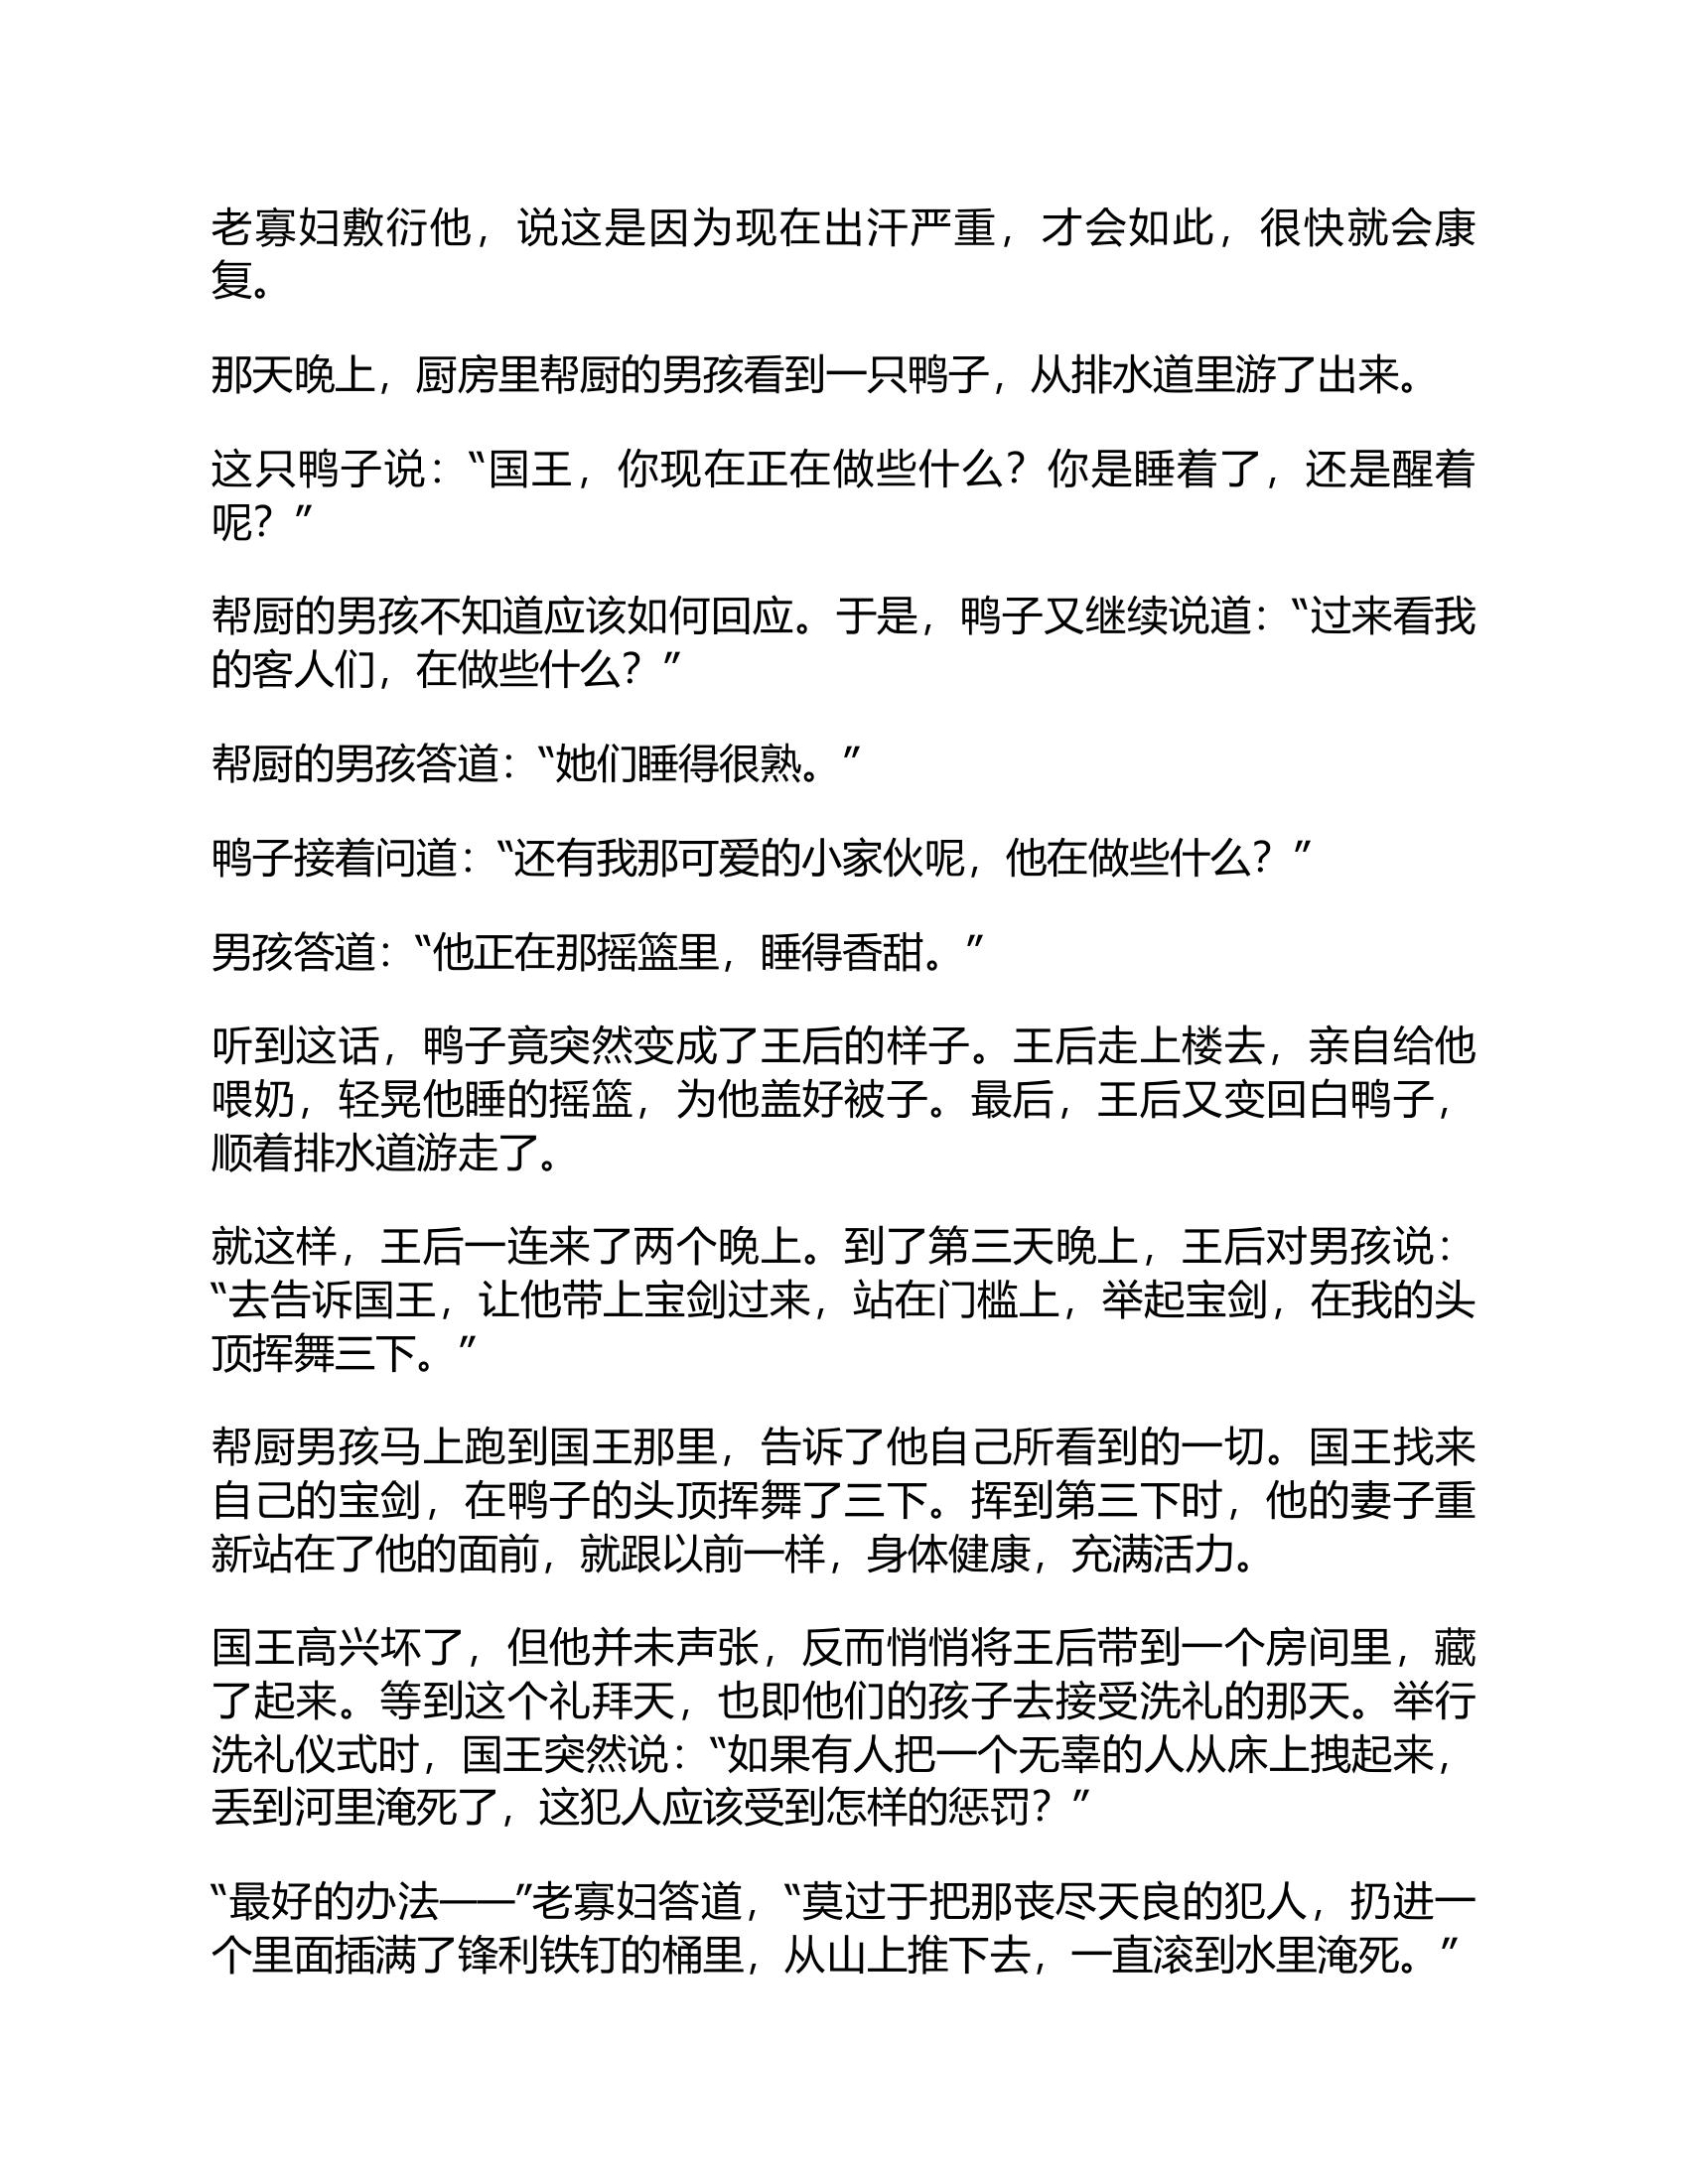 老寡妇敷衍他，说这是因为现在出汗严重，才会如此，很快就会康
复。
那天晚上，厨房里帮厨的男孩看到一只鸭子，从排水道里游了出来。
这只鸭子说：“国王，你现在正在做些什么？你是睡着了，还是醒着
呢？”
帮厨的男孩不知道应该如何回应。于是，鸭子又继续说道：“过来看我
的客人们，在做些什么？”
帮厨的男孩答道：“她们睡得很熟。”
鸭子接着问道：“还有我那可爱的小家伙呢，他在做些什么？”
男孩答道：“他正在那摇篮里，睡得香甜。”
听到这话，鸭子竟突然变成了王后的样子。王后走上楼去，亲自给他
喂奶，轻晃他睡的摇篮，为他盖好被子。最后，王后又变回白鸭子，
顺着排水道游走了。
就这样，王后一连来了两个晚上。到了第三天晚上，王后对男孩说：
“去告诉国王，让他带上宝剑过来，站在门槛上，举起宝剑，在我的头
顶挥舞三下。”
帮厨男孩马上跑到国王那里，告诉了他自己所看到的一切。国王找来
自己的宝剑，在鸭子的头顶挥舞了三下。挥到第三下时，他的妻子重
新站在了他的面前，就跟以前一样，身体健康，充满活力。
国王高兴坏了，但他并未声张，反而悄悄将王后带到一个房间里，藏
了起来。等到这个礼拜天，也即他们的孩子去接受洗礼的那天。举行
洗礼仪式时，国王突然说：“如果有人把一个无辜的人从床上拽起来，
丢到河里淹死了，这犯人应该受到怎样的惩罚？”
“最好的办法——”老寡妇答道，“莫过于把那丧尽天良的犯人，扔进一
个里面插满了锋利铁钉的桶里，从山上推下去，一直滚到水里淹死。”